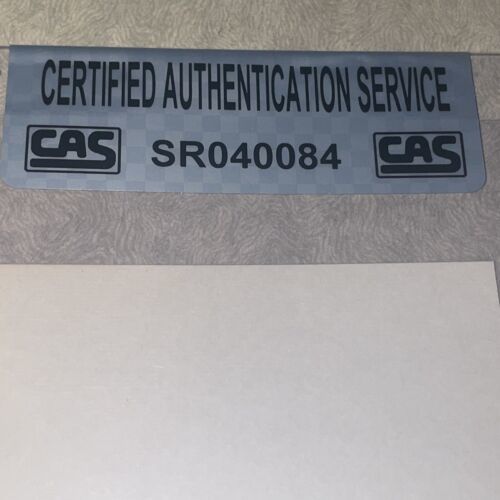 CERTIFIED AUTHENTICATION SERVICE
CAS SR040084 CAS